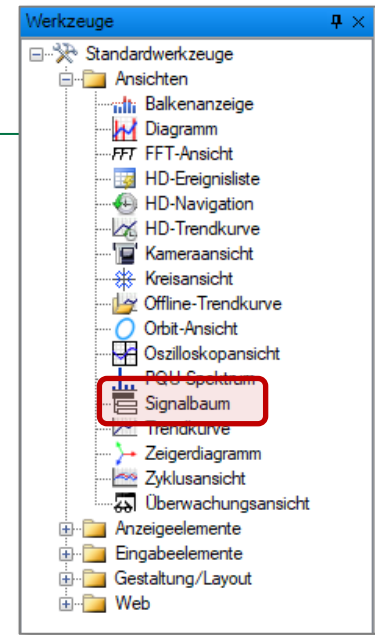 Werkzeuge
Standardwerkzeuge
Ansichten
Balkenanzeige
Diagramm
FFT FFT-Ansicht
HD-Ereignisliste
HD-Navigation
HD-Trendkurve
Kameraansicht
Kreisansicht
Offline-Trendkurve
Orbit-Ansicht
Oszilloskopansicht
PQU-Spektrum
Signalbaum
Trendkurve
Zeigerdiagramm
Zyklusansicht
Überwachungsansicht
Anzeigeelemente
Eingabeelemente
Gestaltung/Layout
Web